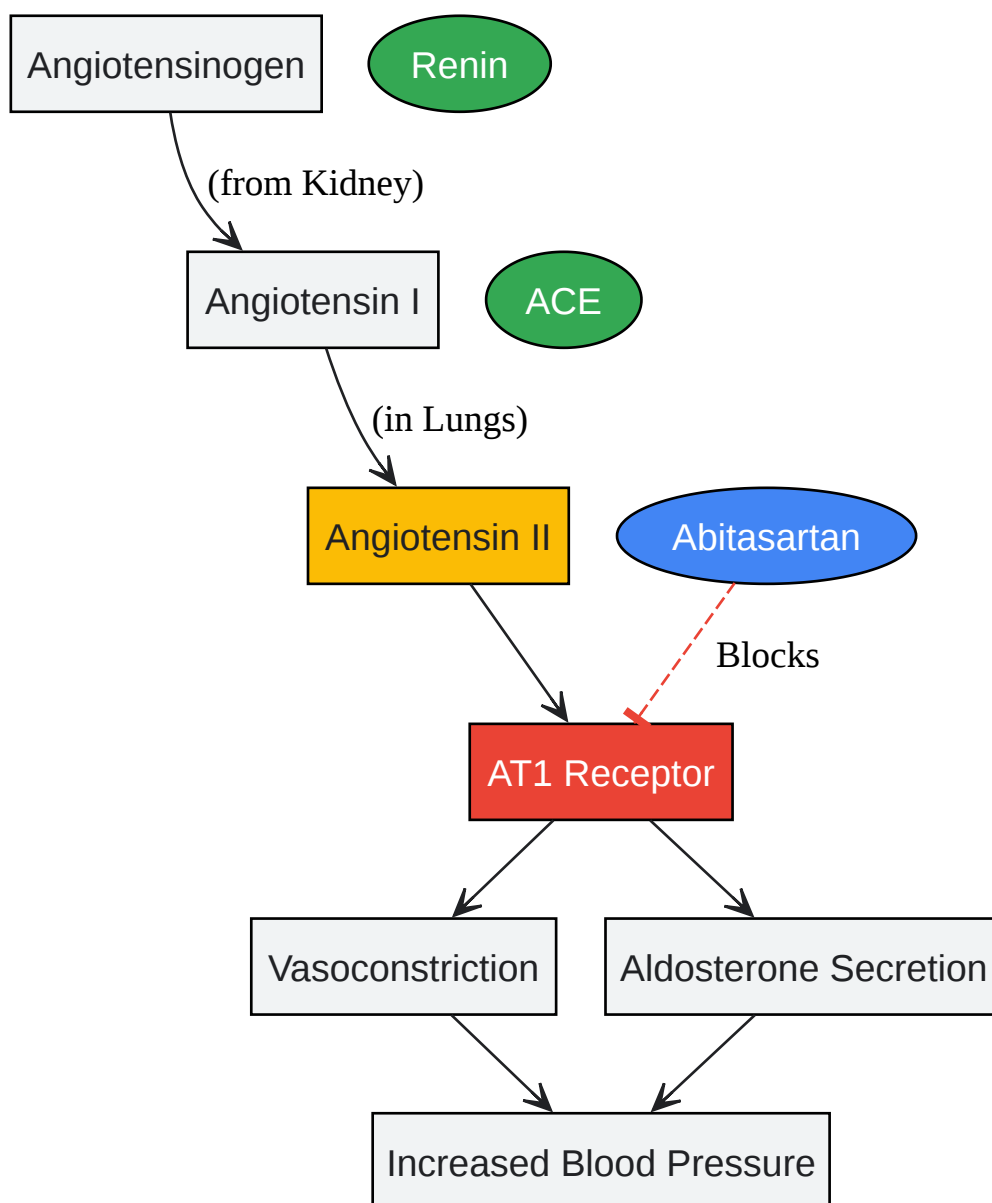 Angiotensinogen
Renin
(from Kidney)
Angiotensin I
ACE
(in Lungs)
Angiotensin II
Abitasartan
Blocks
AT1 Receptor
Vasoconstriction
Aldosterone Secretion
Increased Blood Pressure